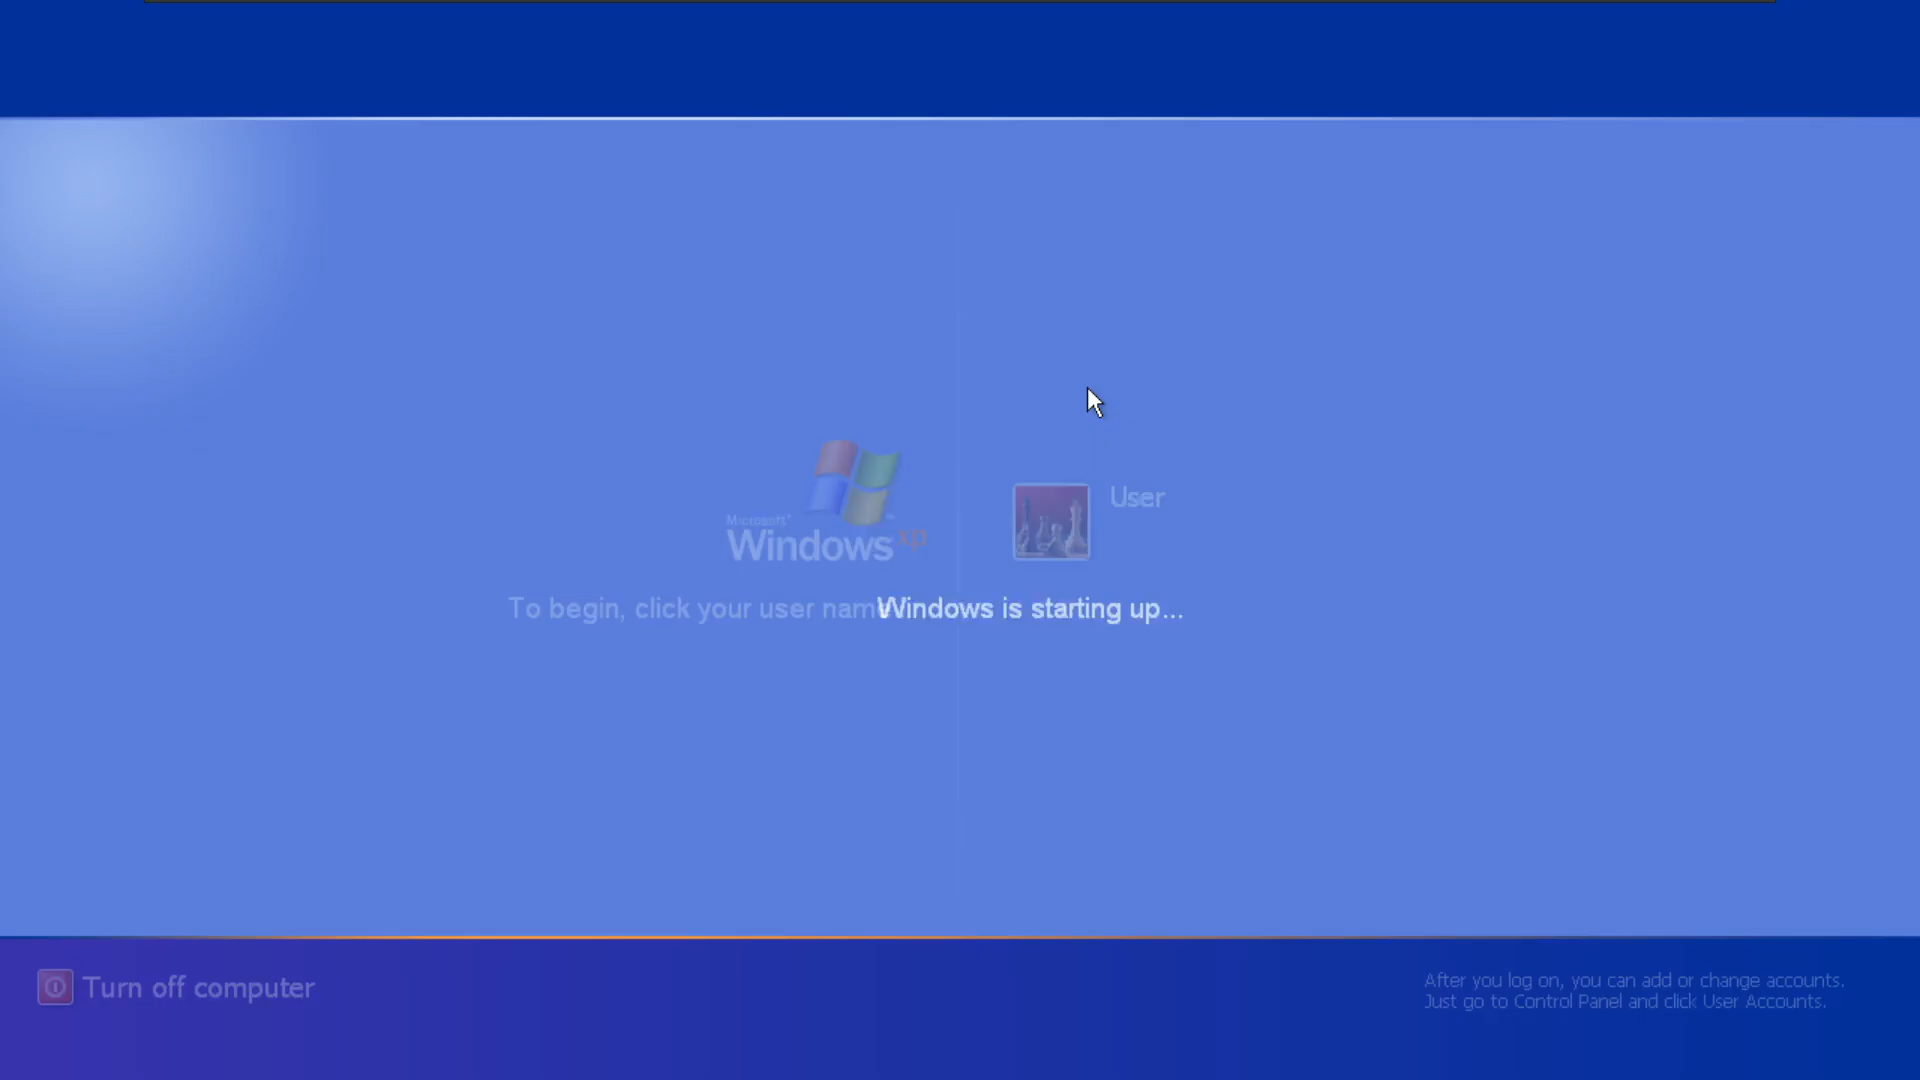 Microsoft®
Windows xp
User
To begin, click your user name
Windows is starting up...
Turn off computer
After you log on, you can add or change accounts.
Just go to Control Panel and click User Accounts.